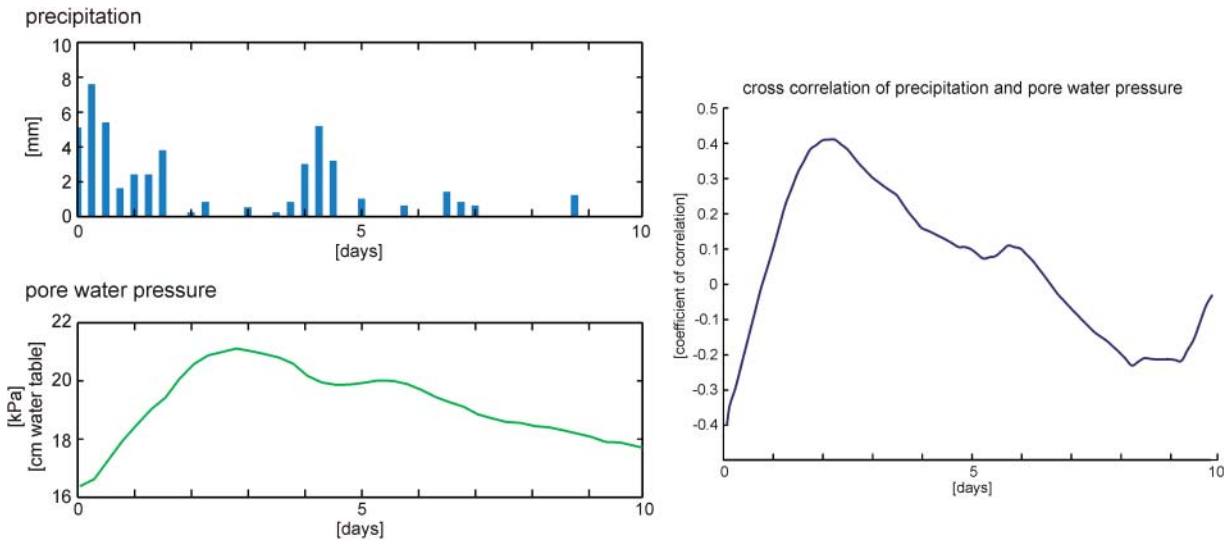 precipitation
10
8
6
4
2
0
[mm]
0 5 10
[days]
pore water pressure
22
20
18
16
[kPa]
[cm water table]
0 5 10
[days]
cross correlation of precipitation and pore water pressure
0.5
0.4
0.3
0.2
0.1
0
-0.1
-0.2
-0.3
-0.4
[coefficient of correlation]
0 5 10
[days]